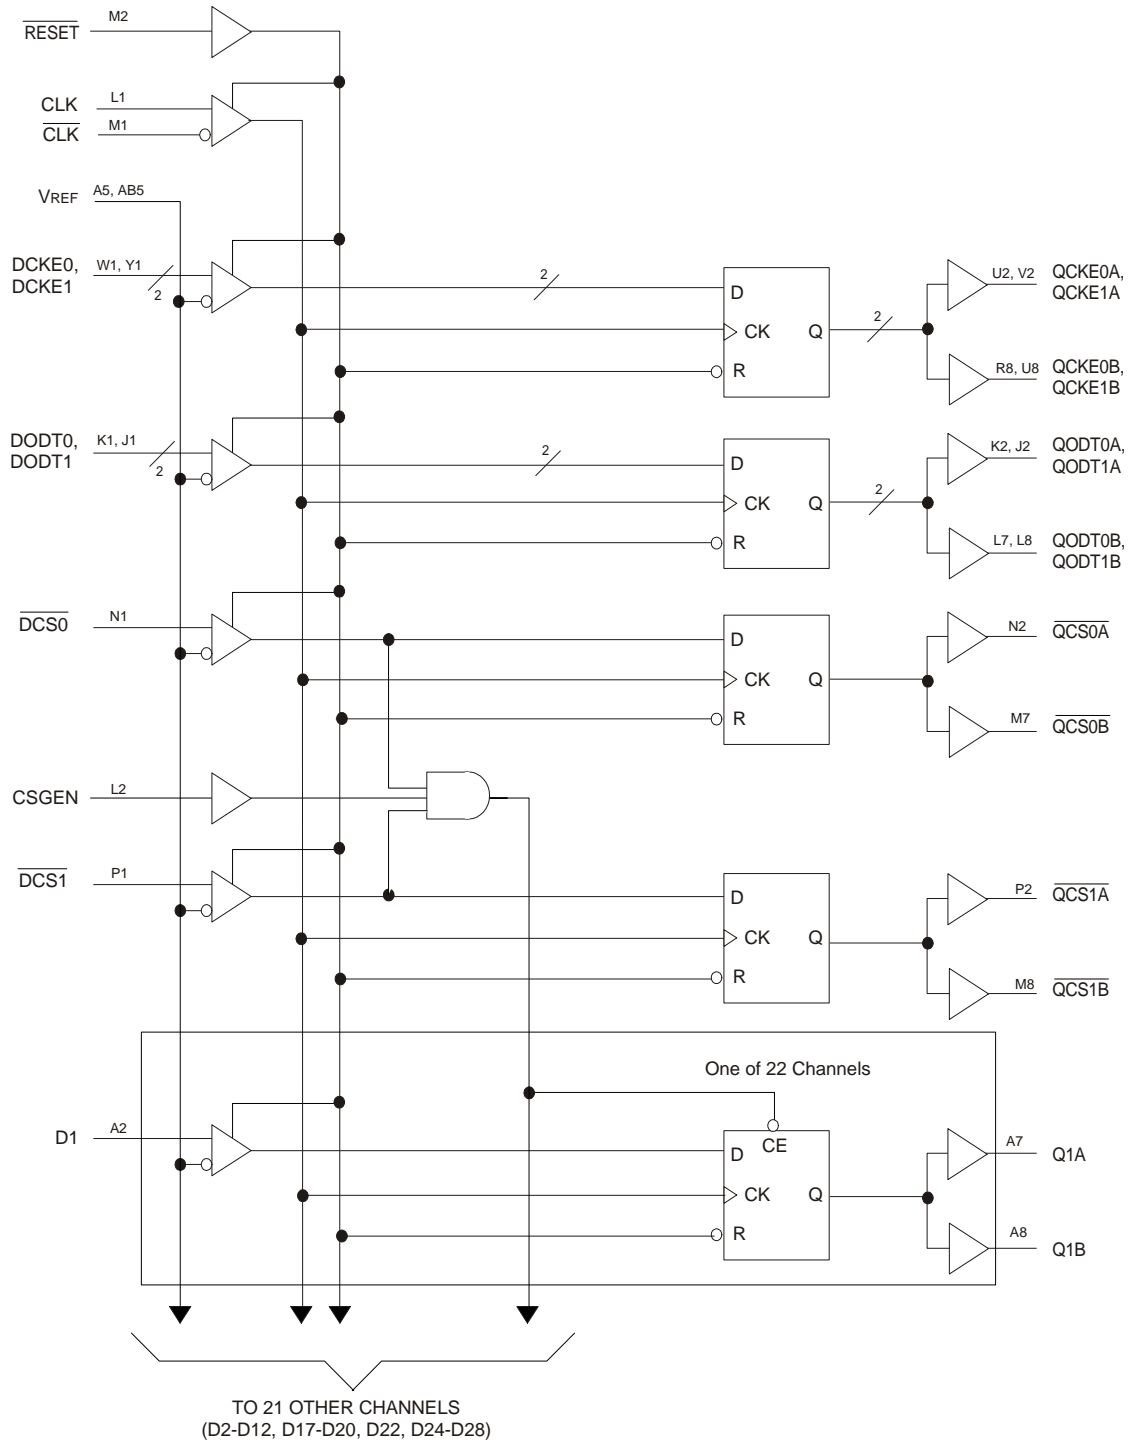 RESET M2
CLK L1
CLK M1
VREF A5, AB5
DCKE0, W1, Y1
DCKE1 2
2
D
CK Q
R
2
U2, V2 QCKE0A,
QCKE1A
R8, U8 QCKE0B,
QCKE1B
DODT0, K1, J1
DODT1 2
2
D
CK Q
R
2
K2, J2 QODT0A,
QODT1A
L7, L8 QODT0B,
QODT1B
DCS0 N1
D
CK Q
R
N2 QCS0A
M7 QCS0B
CSGEN L2
DCS1 P1
D
CK Q
R
P2 QCS1A
M8 QCS1B
One of 22 Channels
D1 A2
CE
D
CK Q
R
A7 Q1A
A8 Q1B
TO 21 OTHER CHANNELS
(D2-D12, D17-D20, D22, D24-D28)